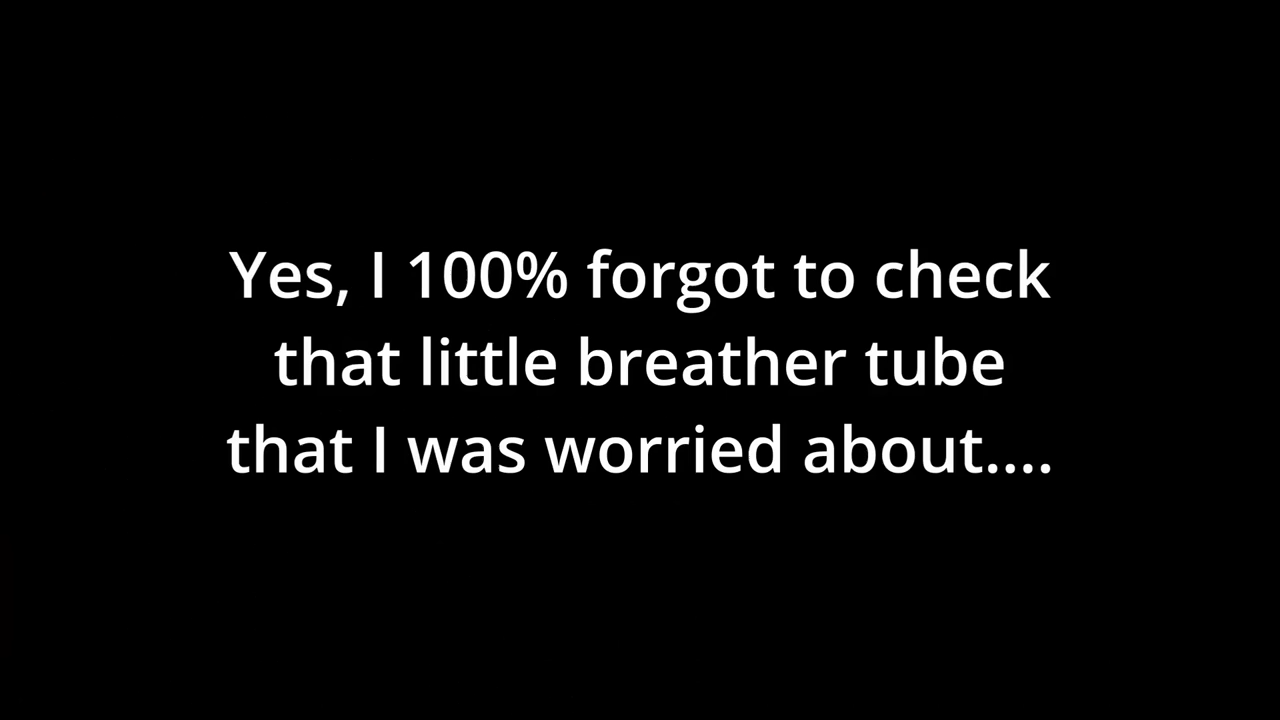 Yes, I 100% forgot to check
that little breather tube
that I was worried about....